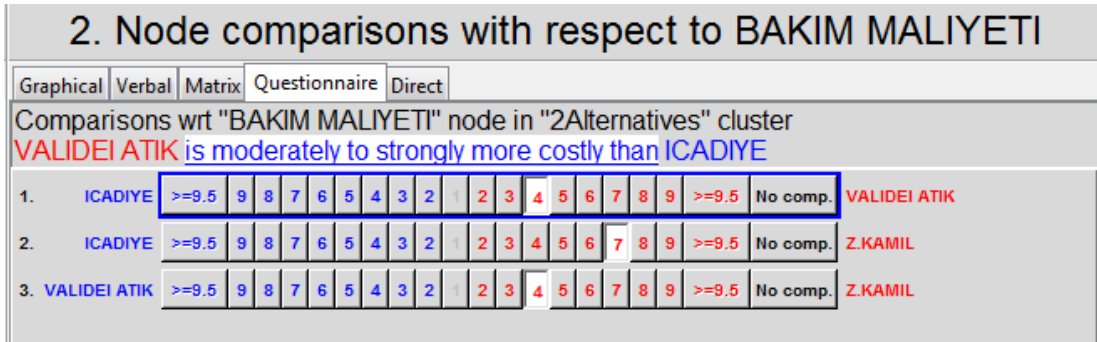 2. Node comparisons with respect to BAKIM MALIYETI
Graphical Verbal Matrix Questionnaire Direct
Comparisons wrt "BAKIM MALIYETI" node in "2Alternatives" cluster
VALIDEI ATIK is moderately to strongly more costly than ICADIYE
1. ICADIYE >=9.5 9 8 7 6 5 4 3 2 1 2 3 4 5 6 7 8 9 >=9.5 No comp. VALIDEI ATIK
2. ICADIYE >=9.5 9 8 7 6 5 4 3 2 1 2 3 4 5 6 7 8 9 >=9.5 No comp. Z.KAMIL
3. VALIDEI ATIK >=9.5 9 8 7 6 5 4 3 2 1 2 3 4 5 6 7 8 9 >=9.5 No comp. Z.KAMIL